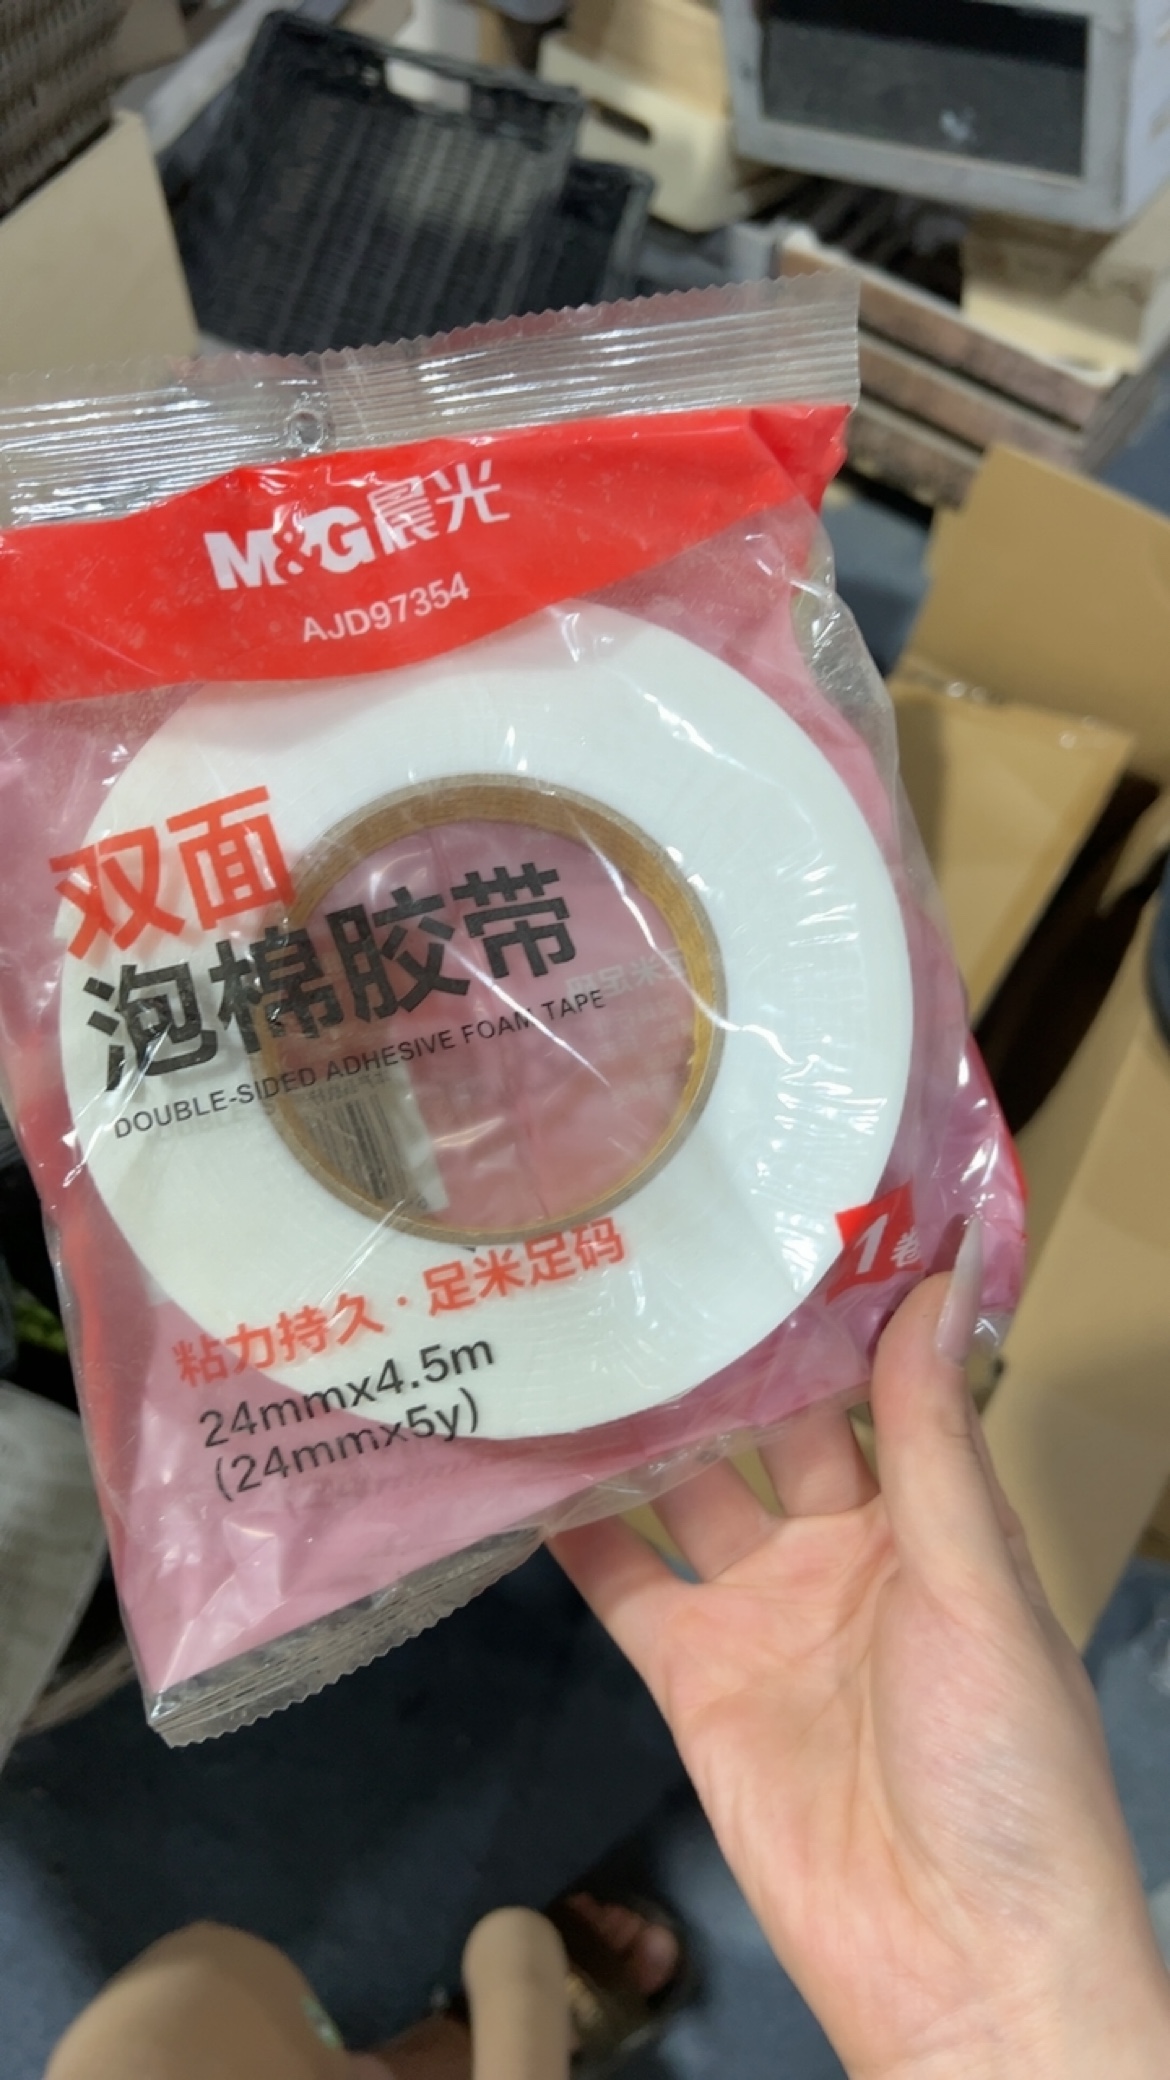 M&G晨光
AJD97354
双面
泡棉胶带
DOUBLE-SIDED ADHESIVE FOAM TAPE
粘力持久·足米足码
24mmx4.5m
(24mmx5y)
1卷